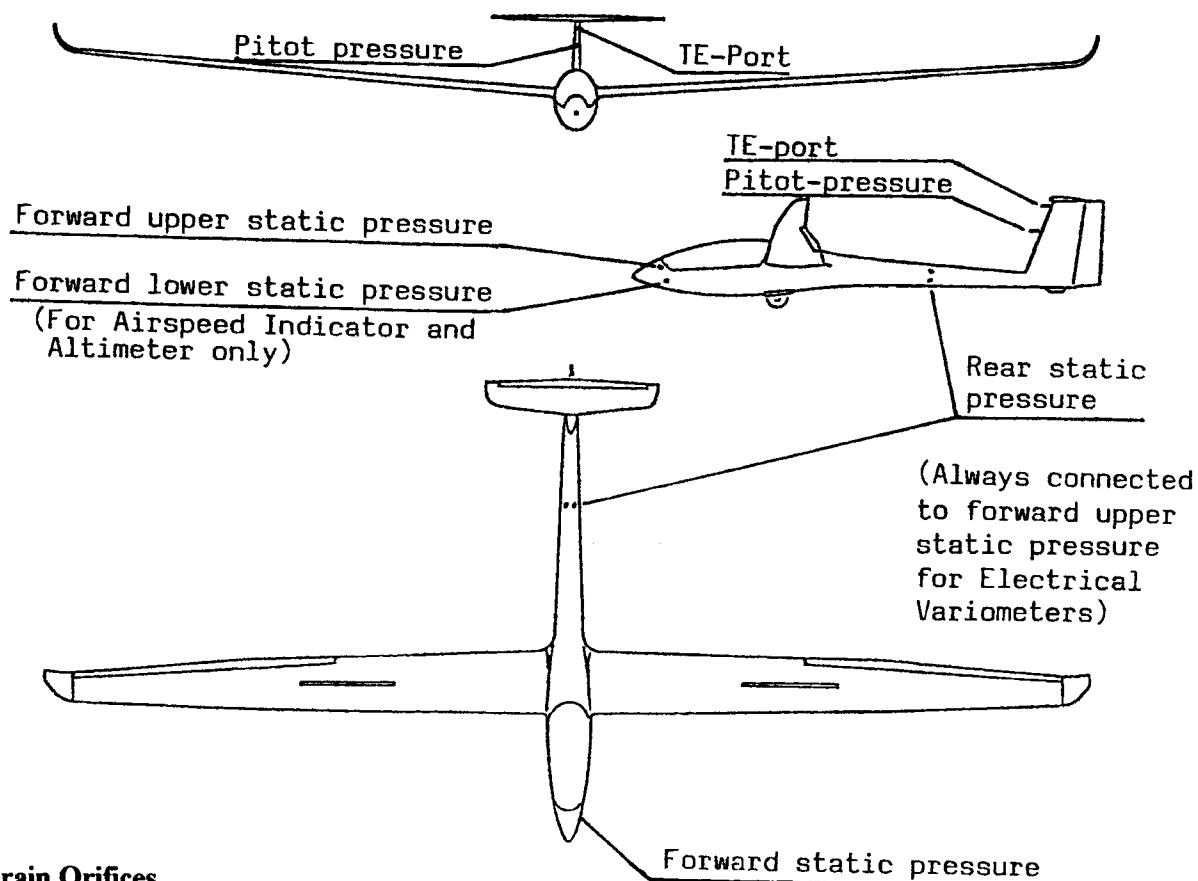 Pitot pressure
TE-Port
TE-port
Pitot-pressure
Forward upper static pressure
Forward lower static pressure
(For Airspeed Indicator and
Altimeter only)
Rear static
pressure
(Always connected
to forward upper
static pressure
for Electrical
Variometers)
Forward static pressure
rain Orifices